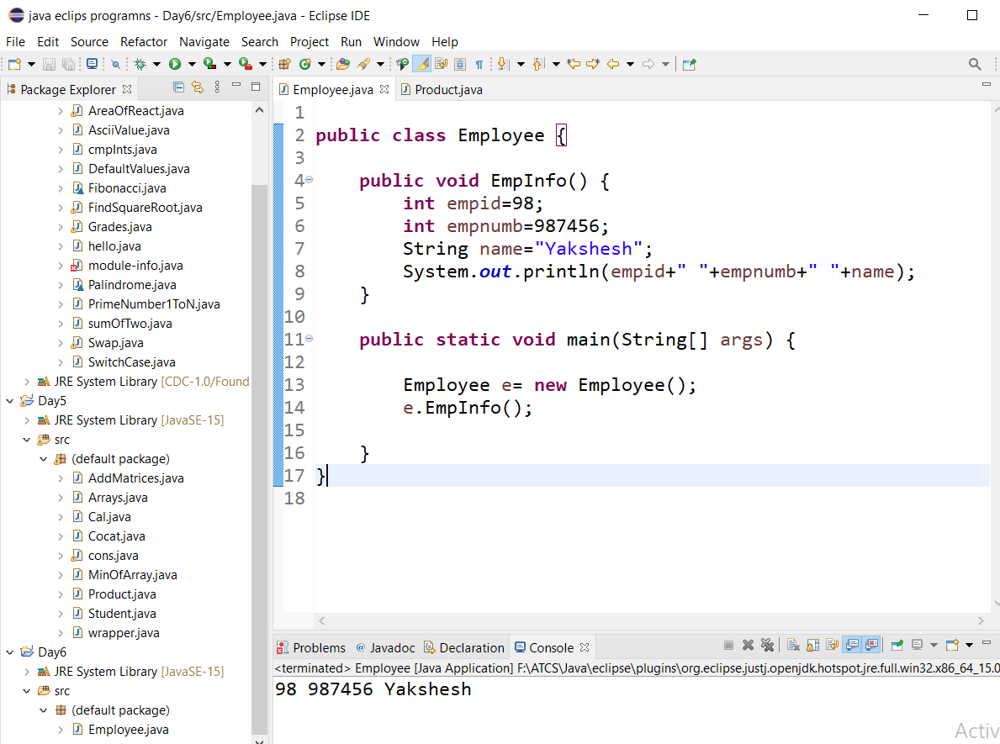 java eclips programns - Day6/src/Employee.java - Eclipse IDE
File Edit Source Refactor Navigate Search Project Run Window Help
Package Explorer
AreaOfReact.java
AsciiValue.java
cmpInts.java
DefaultValues.java
Fibonacci.java
FindSquareRoot.java
Grades.java
hello.java
module-info.java
Palindrome.java
PrimeNumber1ToN.java
sumOfTwo.java
Swap.java
SwitchCase.java
JRE System Library [CDC-1.0/Found
Day5
JRE System Library [JavaSE-15]
src
(default package)
AddMatrices.java
Arrays.java
Cal.java
Cocat.java
cons.java
MinOfArray.java
Product.java
Student.java
wrapper.java
Day6
JRE System Library [JavaSE-15]
src
(default package)
Employee.java
Employee.java Product.java
1
2 public class Employee {
3
4 public void EmpInfo() {
5 int empid=98;
6 int empnumb=987456;
7 String name="Yakshesh";
8 System.out.println(empid+" "+empnumb+" "+name);
9 }
10
11 public static void main(String[] args) {
12
13 Employee e= new Employee();
14 e.EmpInfo();
15
16 }
17 }
18
Problems @ Javadoc Declaration Console
<terminated> Employee [Java Application] F:\ATCS\Java\eclipse\plugins\org.eclipse.justj.openjdk.hotspot.jre.full.win32.x86_64_15.0
98 987456 Yakshesh
Activ